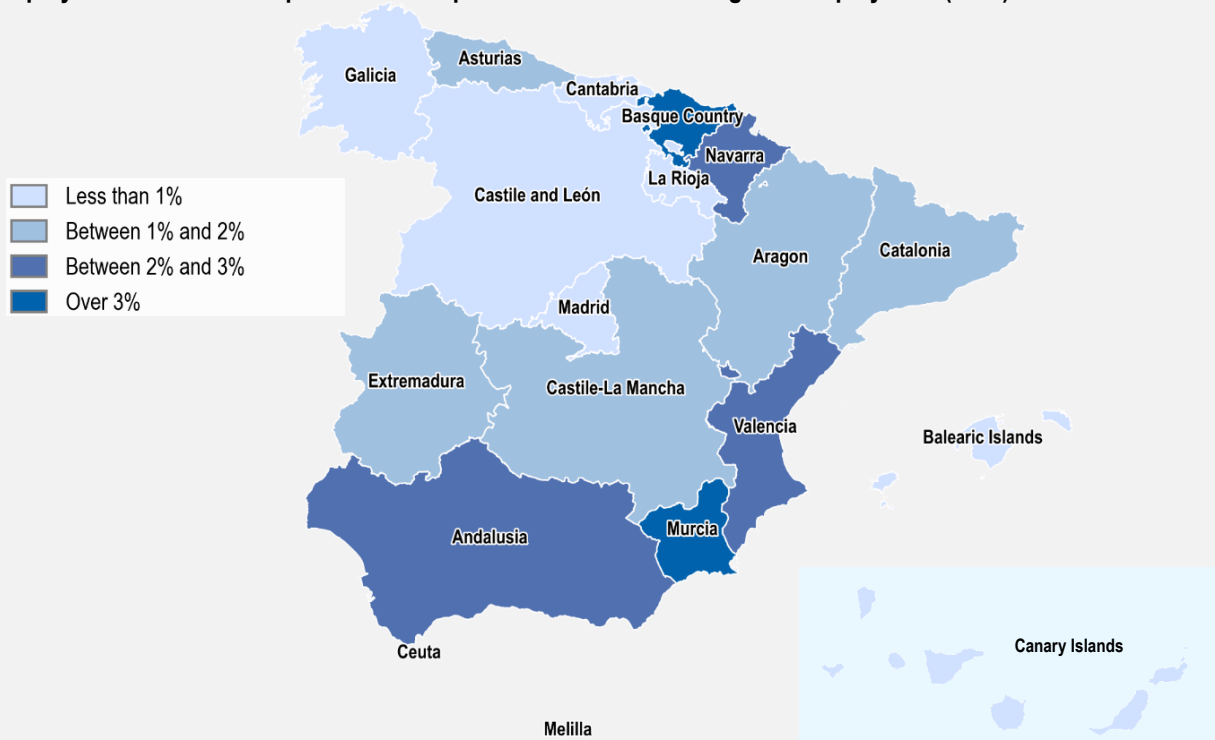 Asturias
Galicia
Cantabria
Basque Country
Navarra
La Rioja
Less than 1%
Castile and León
Between 1% and 2%
Aragon
Catalonia
Between 2% and 3%
Over 3%
Madrid
Extremadura
Castile-La Mancha
Valencia
Balearic Islands
Murcia
Andalusia
Ceuta
Canary Islands
Melilla